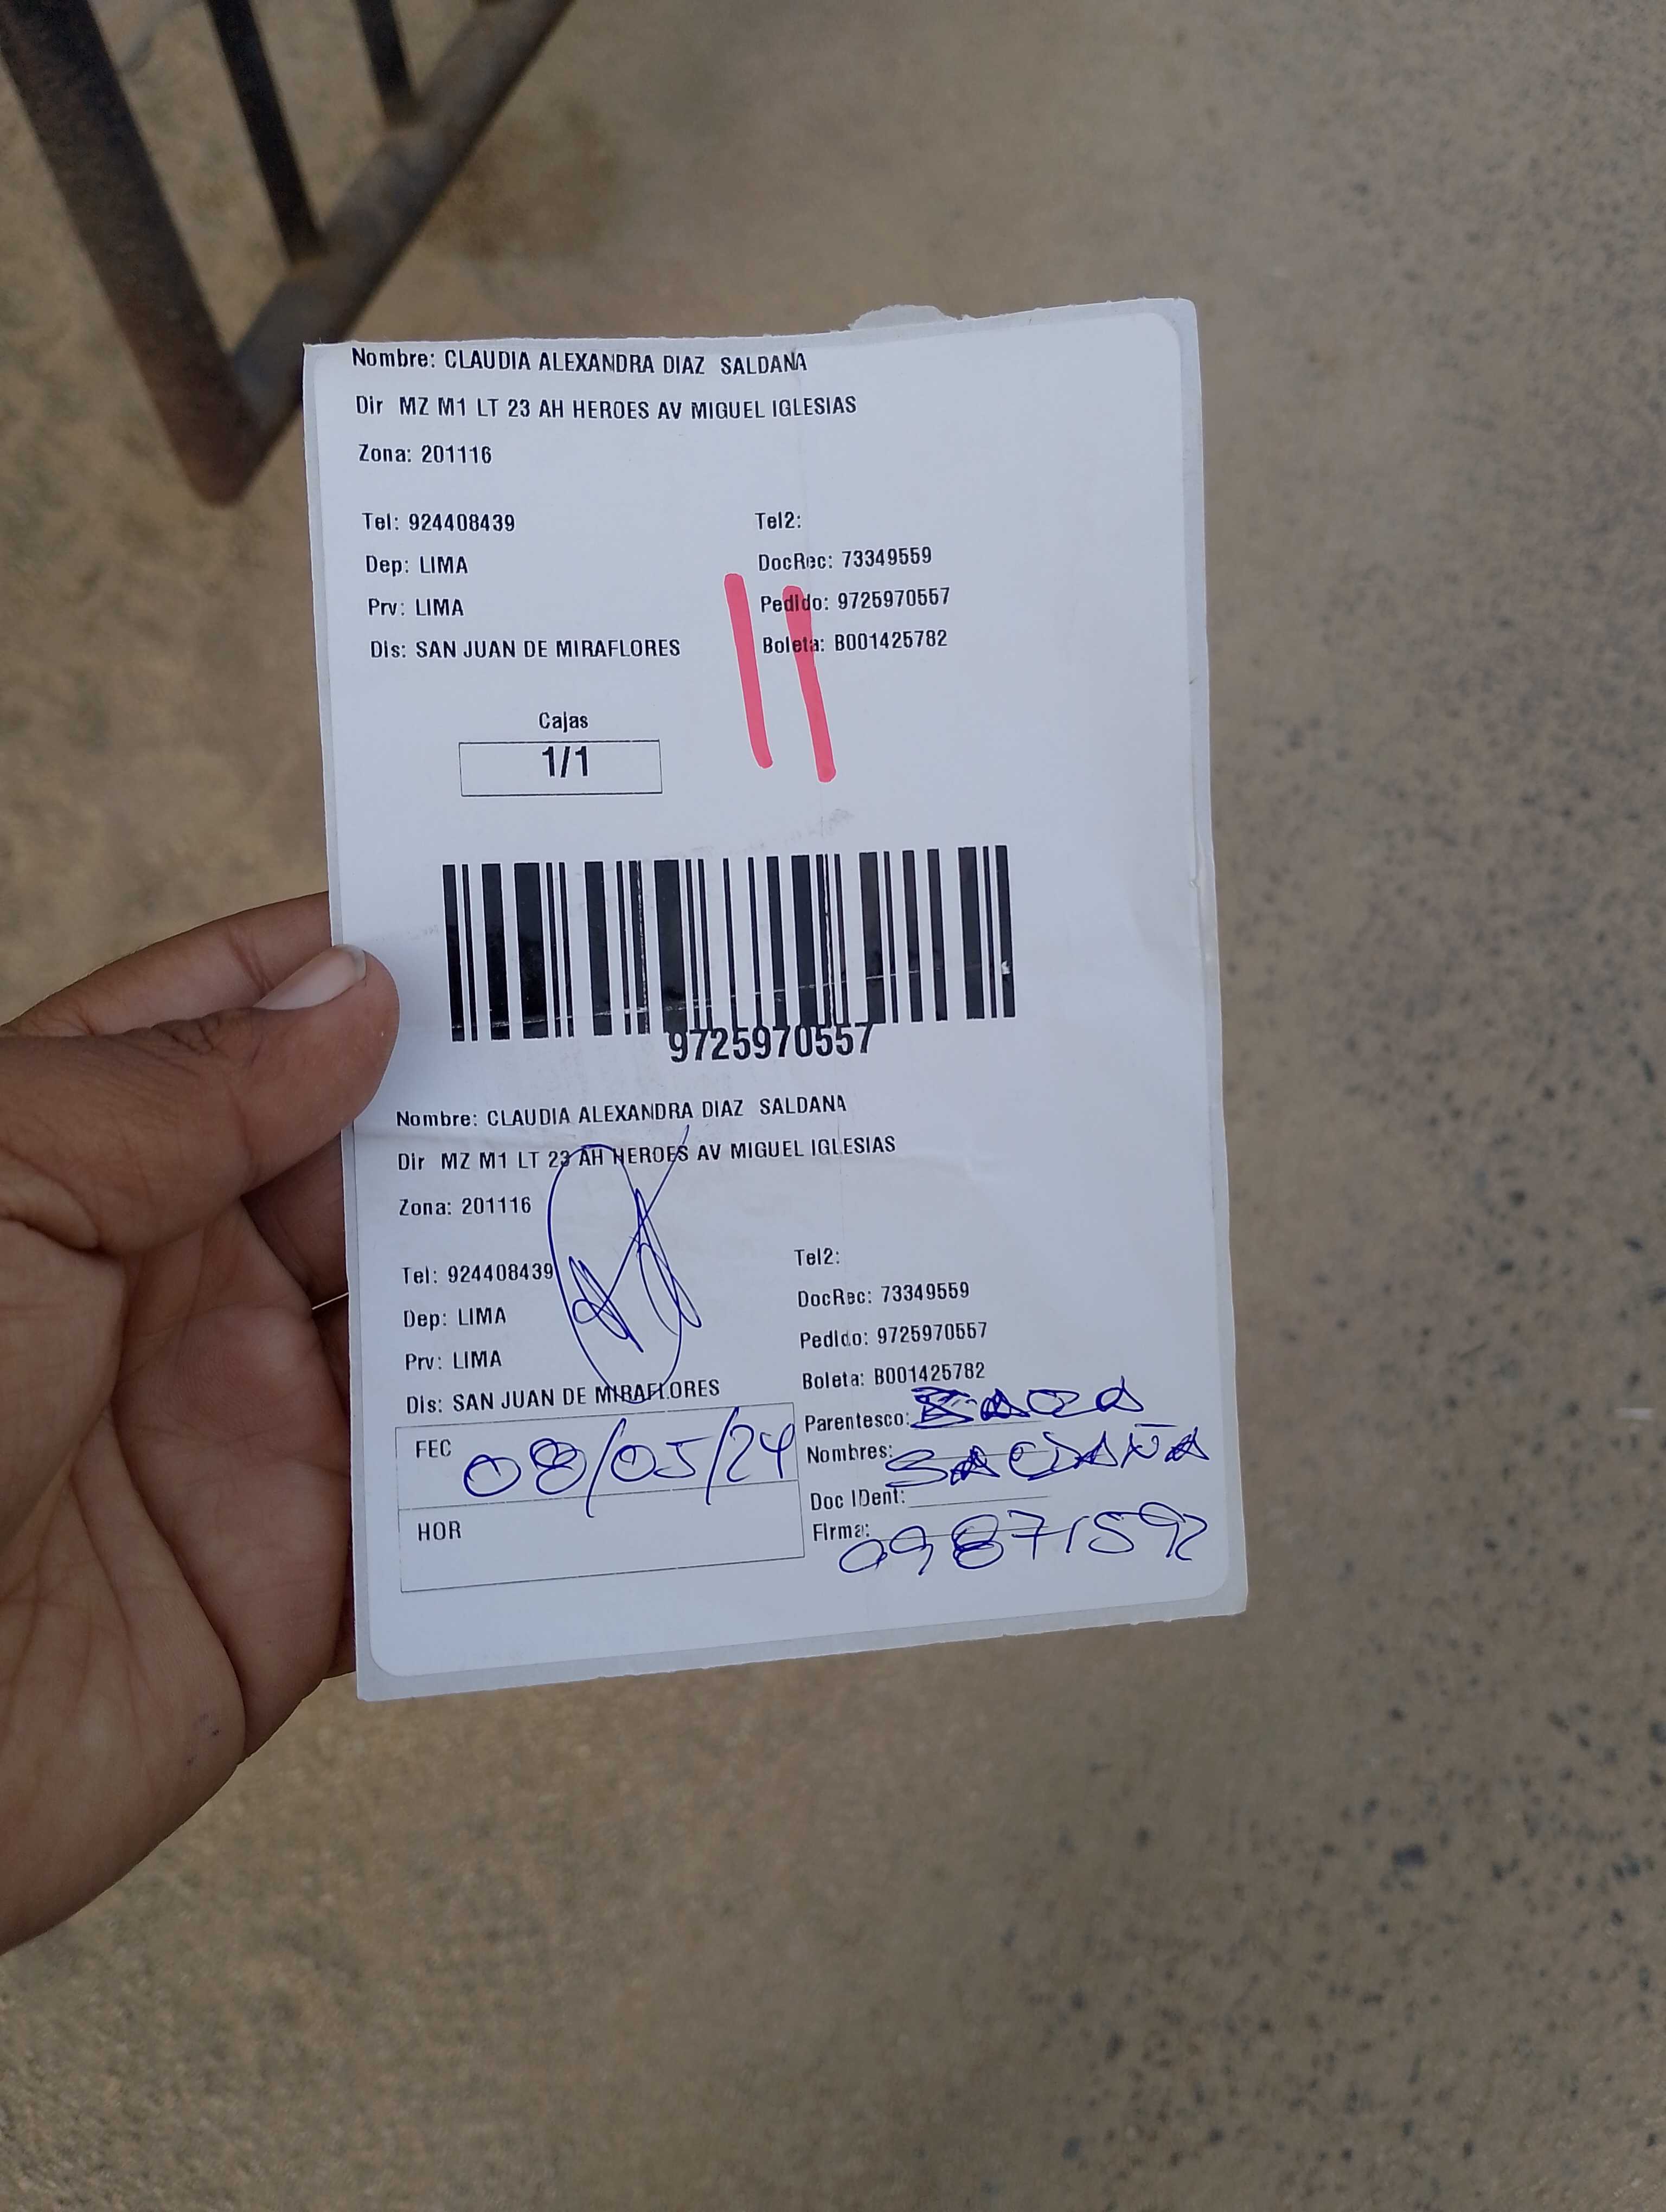 Nombre: CLAUDIA ALEXANDRA DIAZ SALDANA
Dir MZ M1 LT 23 AH HEROES AV MIGUEL IGLESIAS
Zona: 201116
Tel: 924408439 Tel2:
Dep: LIMA DocRec: 73349559
Prv: LIMA Pedido: 9725970557
Dis: SAN JUAN DE MIRAFLORES Boleta: B001425782
Cajas
1/1
9725970557
Nombre: CLAUDIA ALEXANDRA DIAZ SALDANA
Dir MZ M1 LT 23 AH HEROES AV MIGUEL IGLESIAS
Zona: 201116
Tel: 924408439 Tel2:
Dep: LIMA DocRec: 73349559
Prv: LIMA Pedido: 9725970557
Dis: SAN JUAN DE MIRAFLORES Boleta: B001425782
FEC 08/05/24 Parentesco:
Nombres: SALDAÑA
Doc IDent:
HOR Firma: 09871592